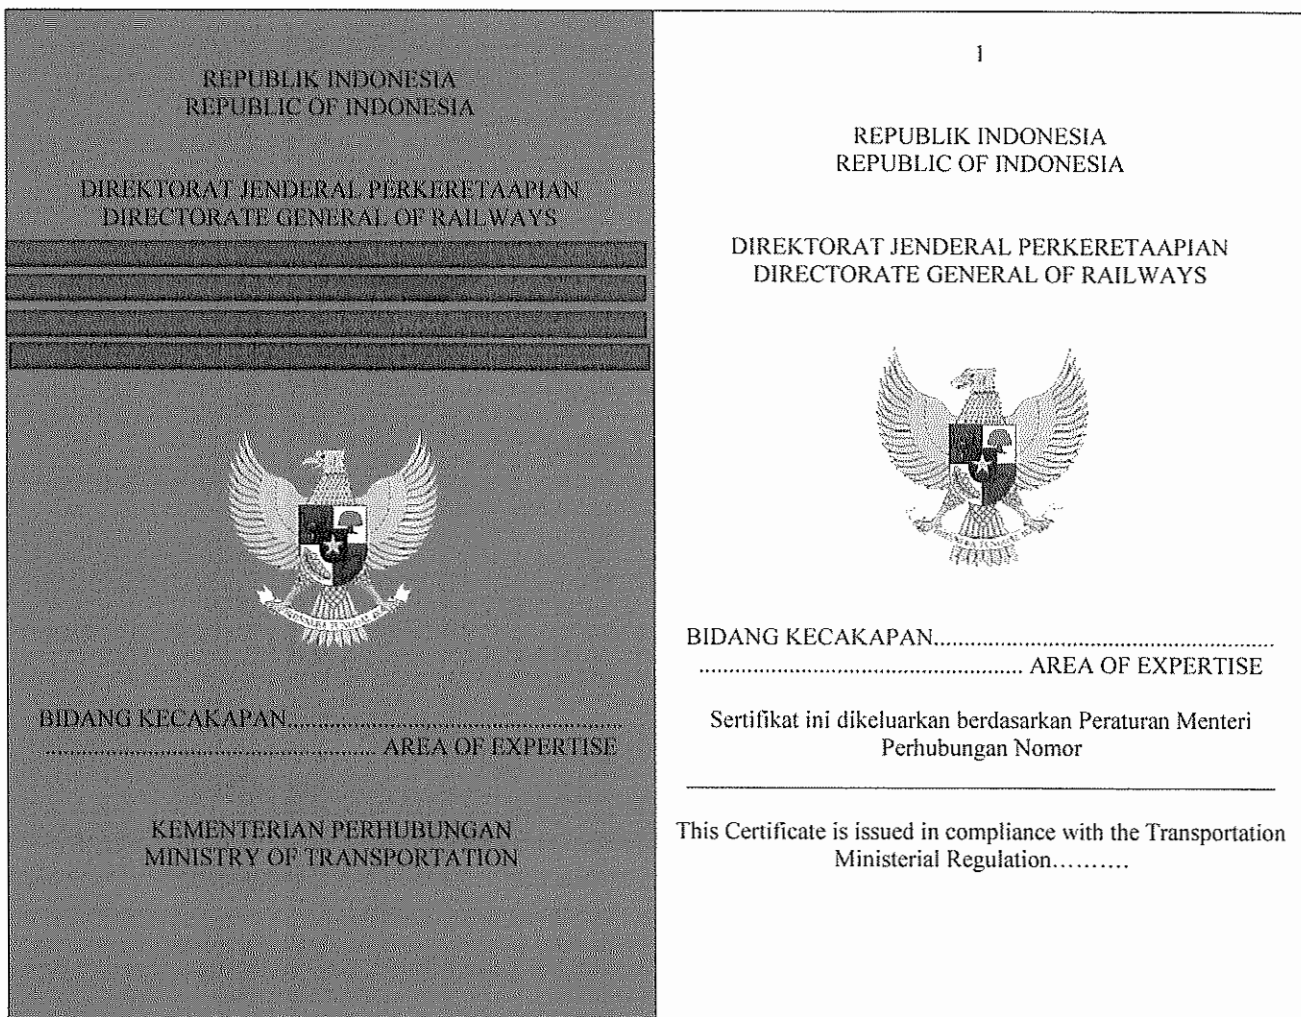 REPUBLIK INDONESIA
REPUBLIC OF INDONESIA
DIREKTORAT JENDERAL PERKERETAAPIAN
DIRECTORATE GENERAL OF RAILWAYS
BIDANG KECAKAPAN........................................................
........................................................ AREA OF EXPERTISE
KEMENTERIAN PERHUBUNGAN
MINISTRY OF TRANSPORTATION
1
REPUBLIK INDONESIA
REPUBLIC OF INDONESIA
DIREKTORAT JENDERAL PERKERETAAPIAN
DIRECTORATE GENERAL OF RAILWAYS
BIDANG KECAKAPAN.........................................................
...................................................... AREA OF EXPERTISE
Sertifikat ini dikeluarkan berdasarkan Peraturan Menteri
Perhubungan Nomor
This Certificate is issued in compliance with the Transportation
Ministerial Regulation……….